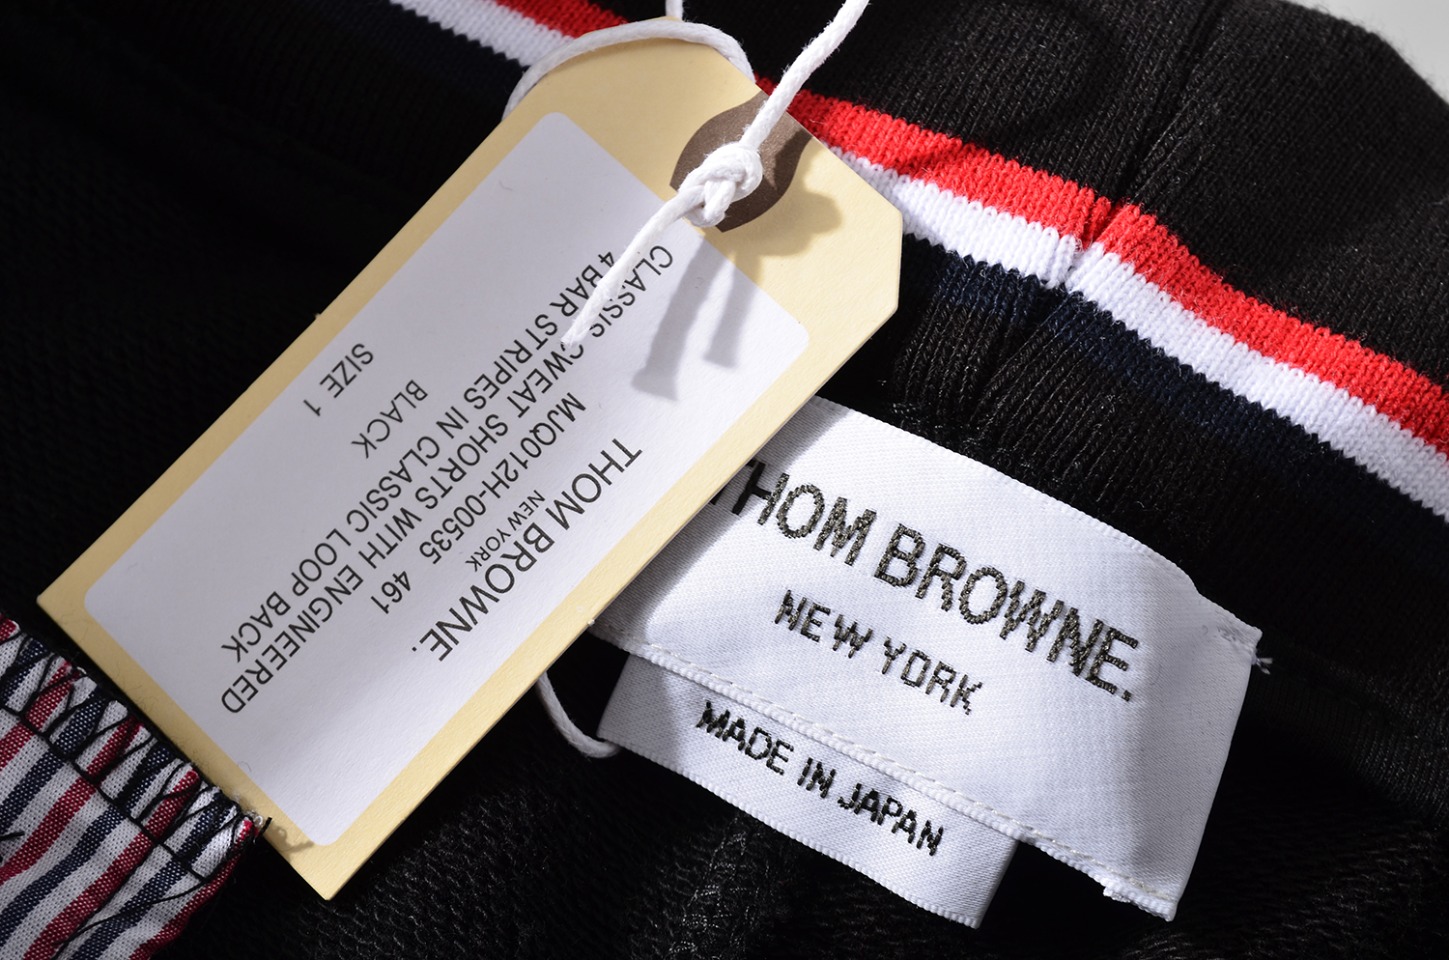 THOM BROWNE.
NEW YORK
MJQ012H-00535 461
CLASSIC SWEAT SHORTS WITH ENGINEERED
4 BAR STRIPES IN CLASSIC LOOP BACK
BLACK
SIZE 1
THOM BROWNE.
NEW YORK
MADE IN JAPAN